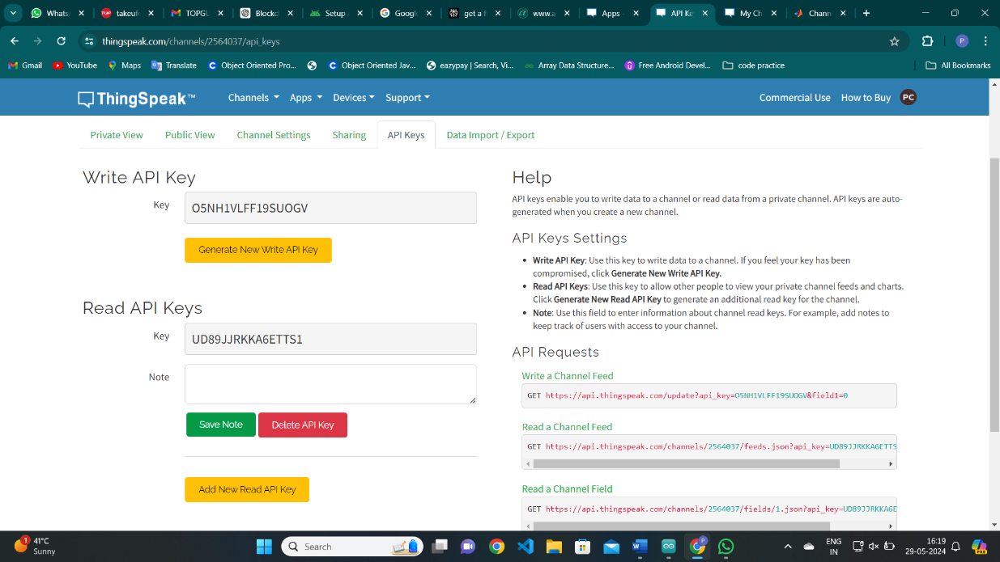 WhatsA
takeuf
TOPGL
Blockc
Setup
Google
get a f
www.a
Apps -
API Ke
My Ch
Chann
thingspeak.com/channels/2564037/api_keys
P
Gmail
YouTube
Maps
Translate
Object Oriented Pro...
Object Oriented Jav...
eazypay | Search, Vi...
Array Data Structure...
Free Android Devel...
code practice
All Bookmarks
ThingSpeak™
Channels
Apps
Devices
Support
Commercial Use
How to Buy
PC
Private View
Public View
Channel Settings
Sharing
API Keys
Data Import / Export
Write API Key
Key
O5NH1VLFF19SUOGV
Generate New Write API Key
Read API Keys
Key
UD89JJRKKA6ETTS1
Note
Save Note
Delete API Key
Add New Read API Key
Help
API keys enable you to write data to a channel or read data from a private channel. API keys are auto-
generated when you create a new channel.
API Keys Settings
• Write API Key: Use this key to write data to a channel. If you feel your key has been
compromised, click Generate New Write API Key.
• Read API Keys: Use this key to allow other people to view your private channel feeds and charts.
Click Generate New Read API Key to generate an additional read key for the channel.
• Note: Use this field to enter information about channel read keys. For example, add notes to
keep track of users with access to your channel.
API Requests
Write a Channel Feed
GET https://api.thingspeak.com/update?api_key=O5NH1VLFF19SUOGV&field1=0
Read a Channel Feed
GET https://api.thingspeak.com/channels/2564037/feeds.json?api_key=UD89JJRKKA6ETTS
Read a Channel Field
GET https://api.thingspeak.com/channels/2564037/fields/1.json?api_key=UD89JJRKKA6E
1
41°C
Sunny
Search
ENG
IN
16:19
29-05-2024